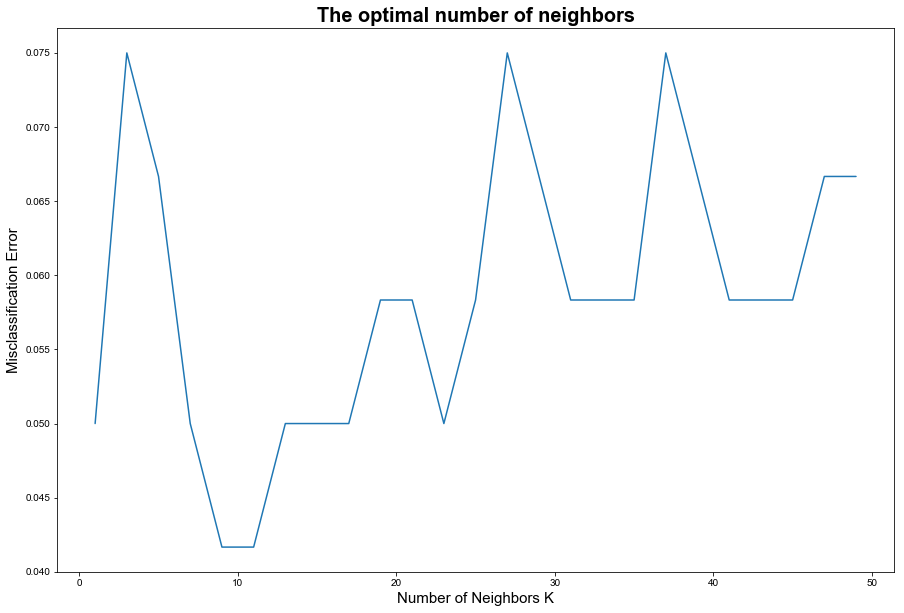 The optimal number of neighbors
Misclassification Error
0.075
0.070
0.065
0.060
0.055
0.050
0.045
0.040
0 10 20 30 40 50
Number of Neighbors K